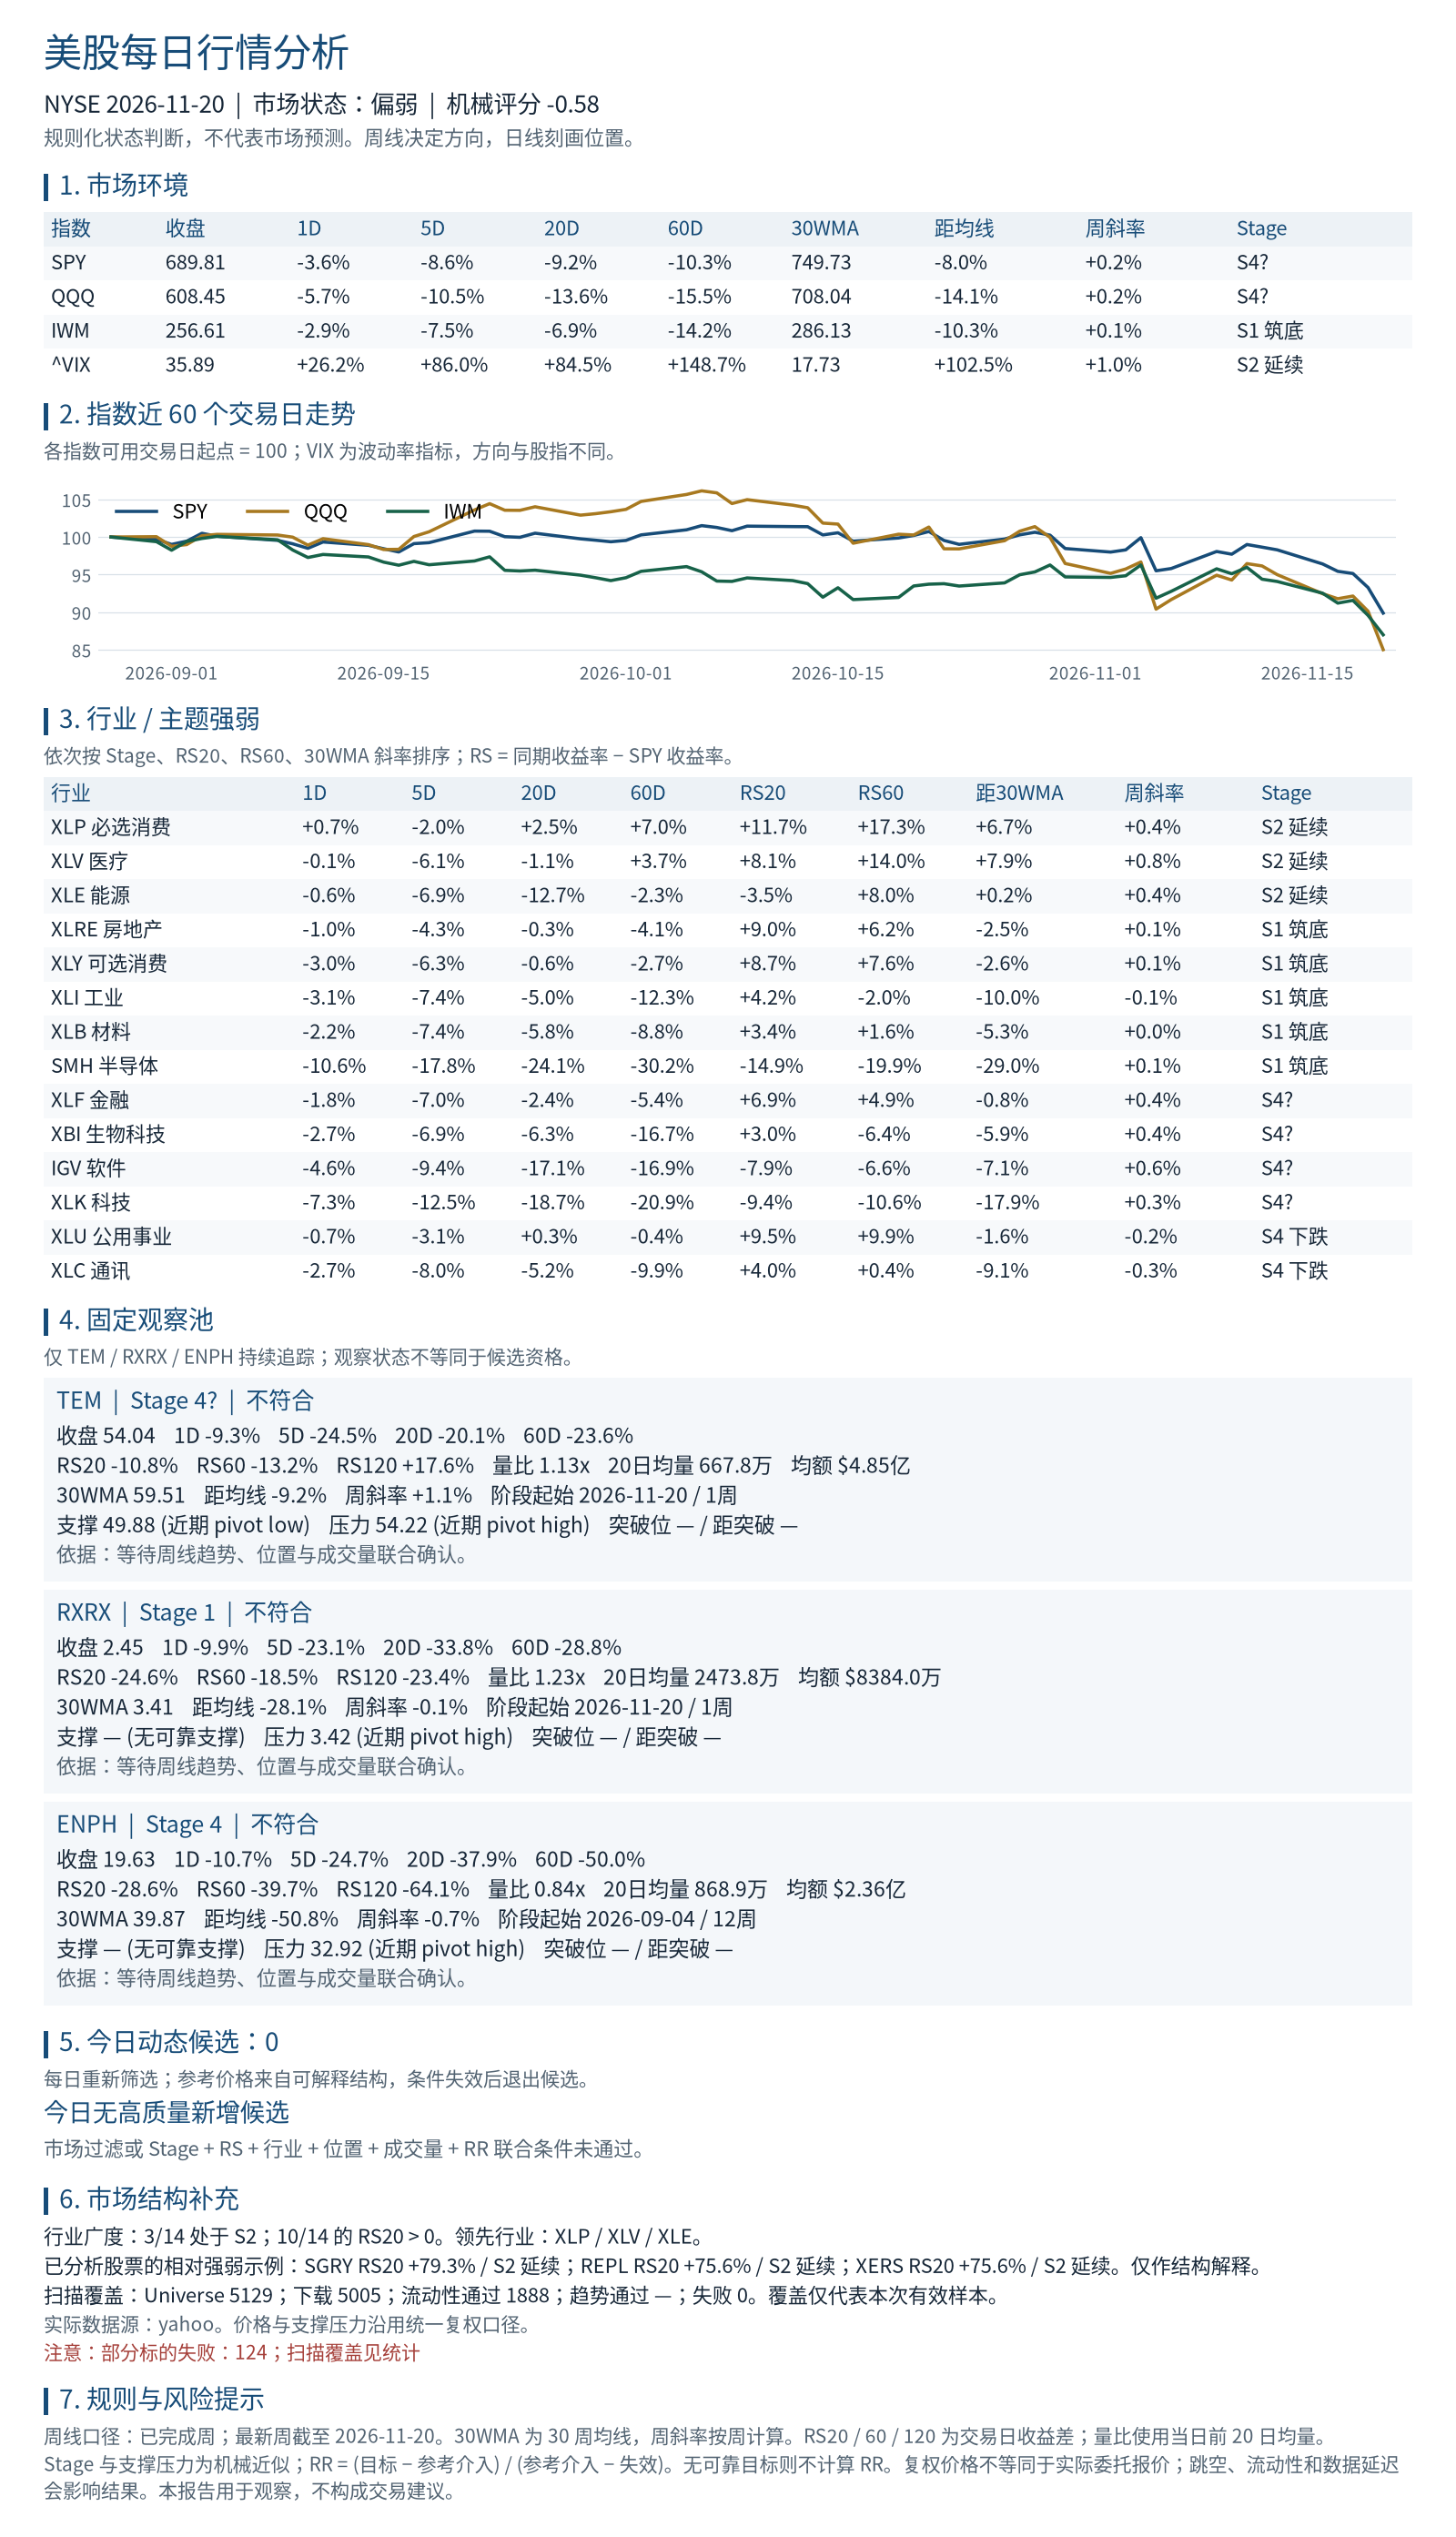 美股每日行情分析
NYSE 2026-11-20 | 市场状态：偏弱 | 机械评分 -0.58
规则化状态判断，不代表市场预测。周线决定方向，日线刻画位置。
1. 市场环境
指数 收盘 1D 5D 20D 60D 30WMA 距均线 周斜率 Stage
SPY 689.81 -3.6% -8.6% -9.2% -10.3% 749.73 -8.0% +0.2% S4?
QQQ 608.45 -5.7% -10.5% -13.6% -15.5% 708.04 -14.1% +0.2% S4?
IWM 256.61 -2.9% -7.5% -6.9% -14.2% 286.13 -10.3% +0.1% S1 筑底
^VIX 35.89 +26.2% +86.0% +84.5% +148.7% 17.73 +102.5% +1.0% S2 延续
2. 指数近 60 个交易日走势
各指数可用交易日起点 = 100；VIX 为波动率指标，方向与股指不同。
SPY QQQ IWM
105
100
95
90
85
2026-09-01 2026-09-15 2026-10-01 2026-10-15 2026-11-01 2026-11-15
3. 行业 / 主题强弱
依次按 Stage、RS20、RS60、30WMA 斜率排序；RS = 同期收益率 − SPY 收益率。
行业 1D 5D 20D 60D RS20 RS60 距30WMA 周斜率 Stage
XLP 必选消费 +0.7% -2.0% +2.5% +7.0% +11.7% +17.3% +6.7% +0.4% S2 延续
XLV 医疗 -0.1% -6.1% -1.1% +3.7% +8.1% +14.0% +7.9% +0.8% S2 延续
XLE 能源 -0.6% -6.9% -12.7% -2.3% -3.5% +8.0% +0.2% +0.4% S2 延续
XLRE 房地产 -1.0% -4.3% -0.3% -4.1% +9.0% +6.2% -2.5% +0.1% S1 筑底
XLY 可选消费 -3.0% -6.3% -0.6% -2.7% +8.7% +7.6% -2.6% +0.1% S1 筑底
XLI 工业 -3.1% -7.4% -5.0% -12.3% +4.2% -2.0% -10.0% -0.1% S1 筑底
XLB 材料 -2.2% -7.4% -5.8% -8.8% +3.4% +1.6% -5.3% +0.0% S1 筑底
SMH 半导体 -10.6% -17.8% -24.1% -30.2% -14.9% -19.9% -29.0% +0.1% S1 筑底
XLF 金融 -1.8% -7.0% -2.4% -5.4% +6.9% +4.9% -0.8% +0.4% S4?
XBI 生物科技 -2.7% -6.9% -6.3% -16.7% +3.0% -6.4% -5.9% +0.4% S4?
IGV 软件 -4.6% -9.4% -17.1% -16.9% -7.9% -6.6% -7.1% +0.6% S4?
XLK 科技 -7.3% -12.5% -18.7% -20.9% -9.4% -10.6% -17.9% +0.3% S4?
XLU 公用事业 -0.7% -3.1% +0.3% -0.4% +9.5% +9.9% -1.6% -0.2% S4 下跌
XLC 通讯 -2.7% -8.0% -5.2% -9.9% +4.0% +0.4% -9.1% -0.3% S4 下跌
4. 固定观察池
仅 TEM / RXRX / ENPH 持续追踪；观察状态不等同于候选资格。
TEM | Stage 4? | 不符合
收盘 54.04 1D -9.3% 5D -24.5% 20D -20.1% 60D -23.6%
RS20 -10.8% RS60 -13.2% RS120 +17.6% 量比 1.13x 20日均量 667.8万 均额 $4.85亿
30WMA 59.51 距均线 -9.2% 周斜率 +1.1% 阶段起始 2026-11-20 / 1周
支撑 49.88 (近期 pivot low) 压力 54.22 (近期 pivot high) 突破位 — / 距突破 —
依据：等待周线趋势、位置与成交量联合确认。
RXRX | Stage 1 | 不符合
收盘 2.45 1D -9.9% 5D -23.1% 20D -33.8% 60D -28.8%
RS20 -24.6% RS60 -18.5% RS120 -23.4% 量比 1.23x 20日均量 2473.8万 均额 $8384.0万
30WMA 3.41 距均线 -28.1% 周斜率 -0.1% 阶段起始 2026-11-20 / 1周
支撑 — (无可靠支撑) 压力 3.42 (近期 pivot high) 突破位 — / 距突破 —
依据：等待周线趋势、位置与成交量联合确认。
ENPH | Stage 4 | 不符合
收盘 19.63 1D -10.7% 5D -24.7% 20D -37.9% 60D -50.0%
RS20 -28.6% RS60 -39.7% RS120 -64.1% 量比 0.84x 20日均量 868.9万 均额 $2.36亿
30WMA 39.87 距均线 -50.8% 周斜率 -0.7% 阶段起始 2026-09-04 / 12周
支撑 — (无可靠支撑) 压力 32.92 (近期 pivot high) 突破位 — / 距突破 —
依据：等待周线趋势、位置与成交量联合确认。
5. 今日动态候选：0
每日重新筛选；参考价格来自可解释结构，条件失效后退出候选。
今日无高质量新增候选
市场过滤或 Stage + RS + 行业 + 位置 + 成交量 + RR 联合条件未通过。
6. 市场结构补充
行业广度：3/14 处于 S2；10/14 的 RS20 > 0。领先行业：XLP / XLV / XLE。
已分析股票的相对强弱示例：SGRY RS20 +79.3% / S2 延续；REPL RS20 +75.6% / S2 延续；XERS RS20 +75.6% / S2 延续。仅作结构解释。
扫描覆盖：Universe 5129；下载 5005；流动性通过 1888；趋势通过 —；失败 0。覆盖仅代表本次有效样本。
实际数据源：yahoo。价格与支撑压力沿用统一复权口径。
注意：部分标的失败：124；扫描覆盖见统计
7. 规则与风险提示
周线口径：已完成周；最新周截至 2026-11-20。30WMA 为 30 周均线，周斜率按周计算。RS20 / 60 / 120 为交易日收益差；量比使用当日前 20 日均量。
Stage 与支撑压力为机械近似；RR = (目标 − 参考介入) / (参考介入 − 失效)。无可靠目标则不计算 RR。复权价格不等同于实际委托报价；跳空、流动性和数据延迟
会影响结果。本报告用于观察，不构成交易建议。